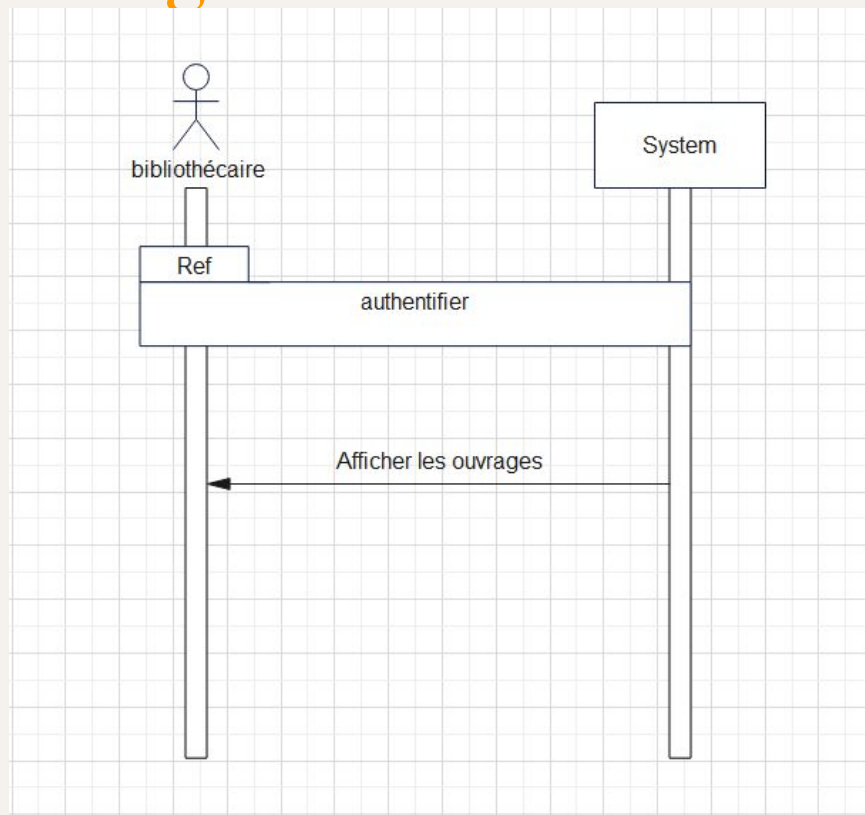 bibliothécaire
System
Ref
authentifier
Afficher les ouvrages